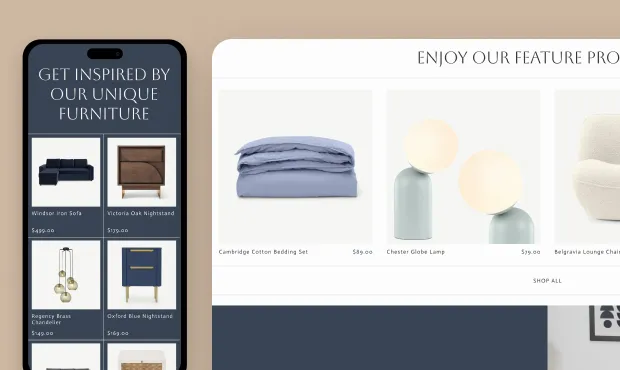 GET INSPIRED BY
OUR UNIQUE
FURNITURE
Windsor Iron Sofa
$499.00
Victoria Oak Nightstand
$179.00
Regency Brass
Chandelier
$149.00
Oxford Blue Nightstand
$169.00
ENJOY OUR FEATURE PRO
Cambridge Cotton Bedding Set
$89.00
Chester Globe Lamp
$79.00
Belgravia Lounge Chair
SHOP ALL